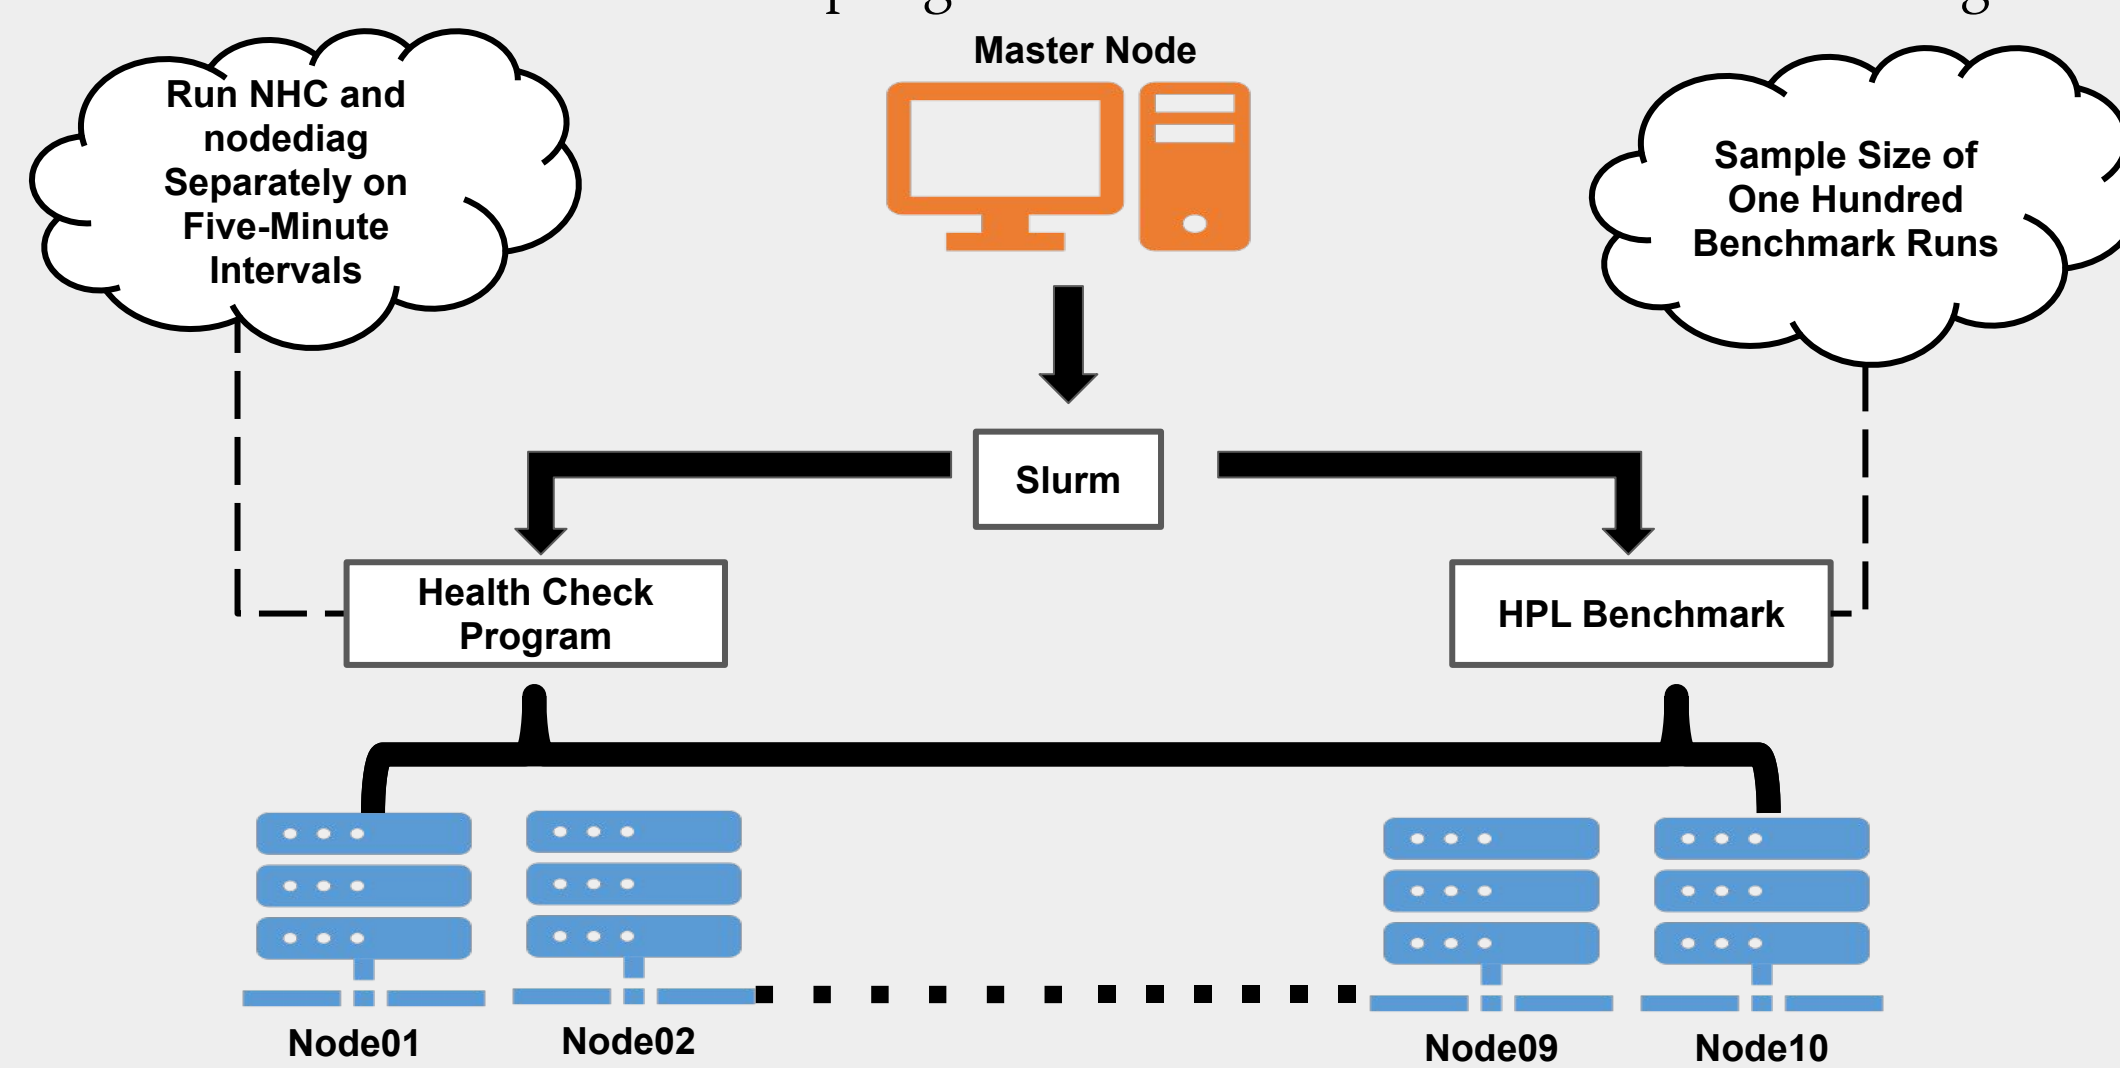 Master Node
Run NHC and
nodediag
Separately on
Five-Minute
Intervals
Sample Size of
One Hundred
Benchmark Runs
Slurm
Health Check
Program
HPL Benchmark
Node01
Node02
Node09
Node10